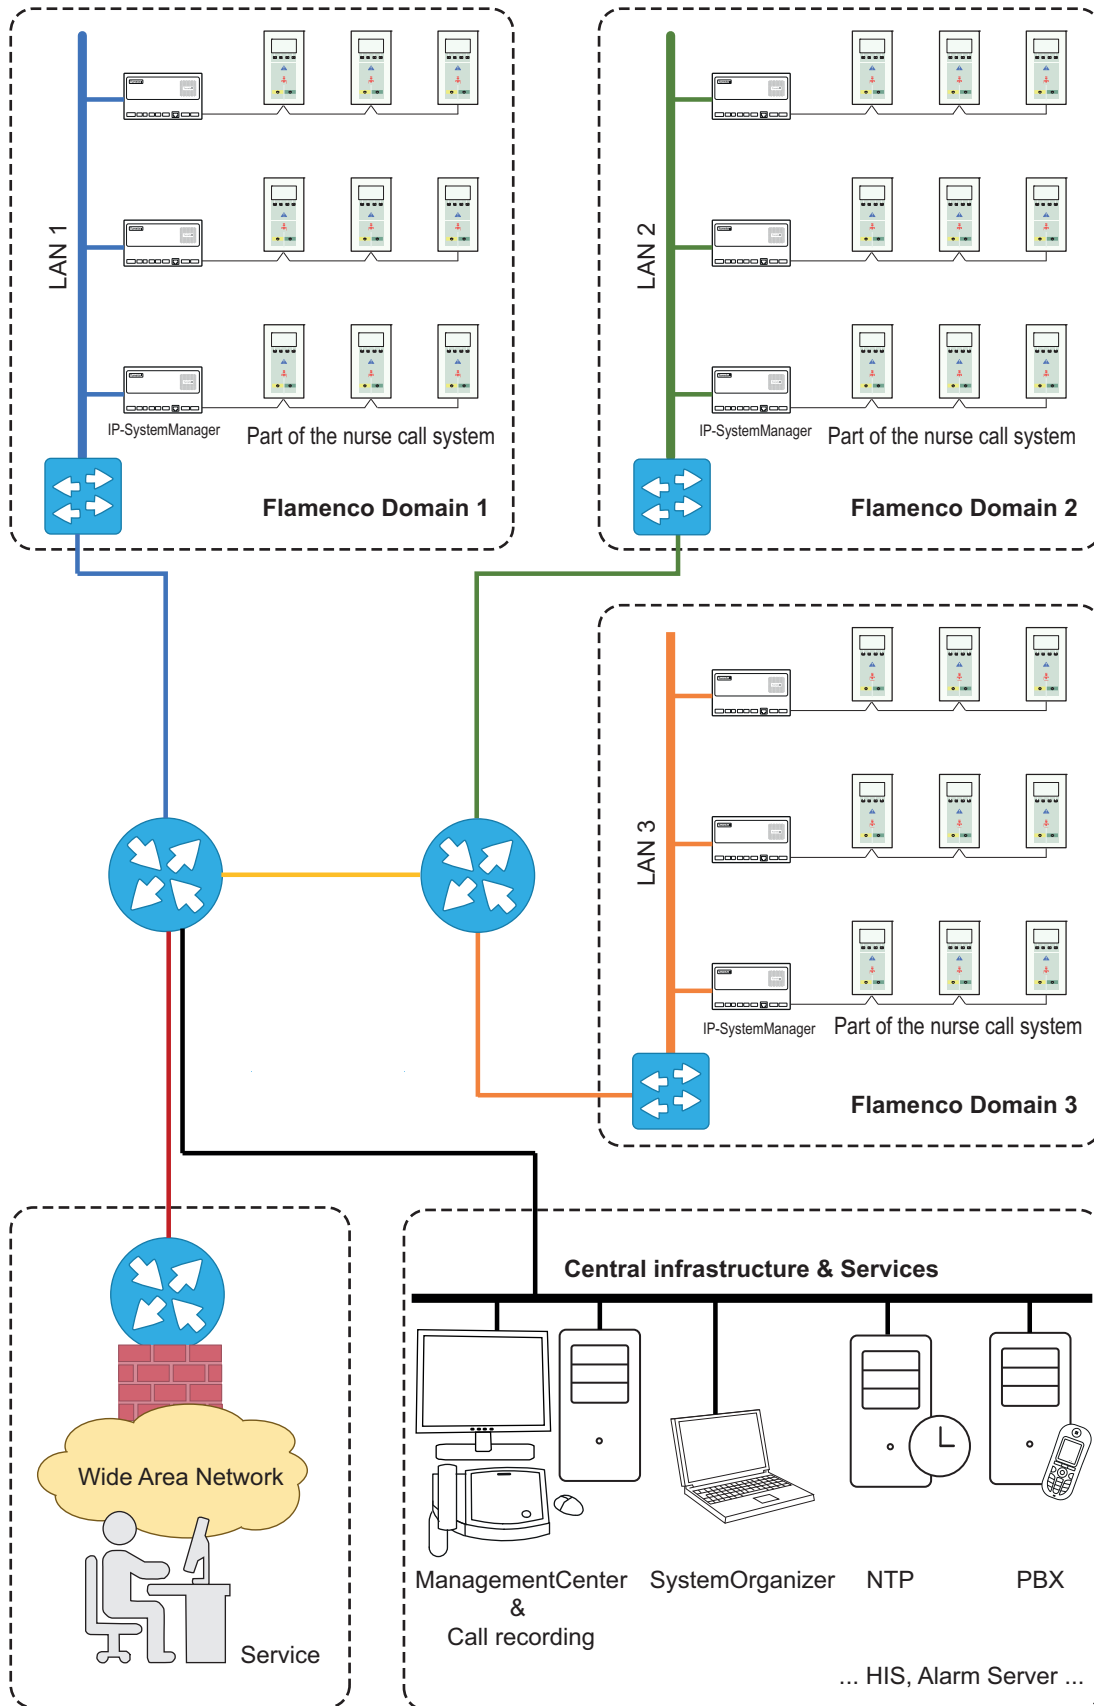 LAN 1
IP-SystemManager
Part of the nurse call system
Flamenco Domain 1
LAN 2
IP-SystemManager
Part of the nurse call system
Flamenco Domain 2
LAN 3
IP-SystemManager
Part of the nurse call system
Flamenco Domain 3
Wide Area Network
Service
Central infrastructure & Services
ManagementCenter
&
Call recording
SystemOrganizer
NTP
PBX
... HIS, Alarm Server ...